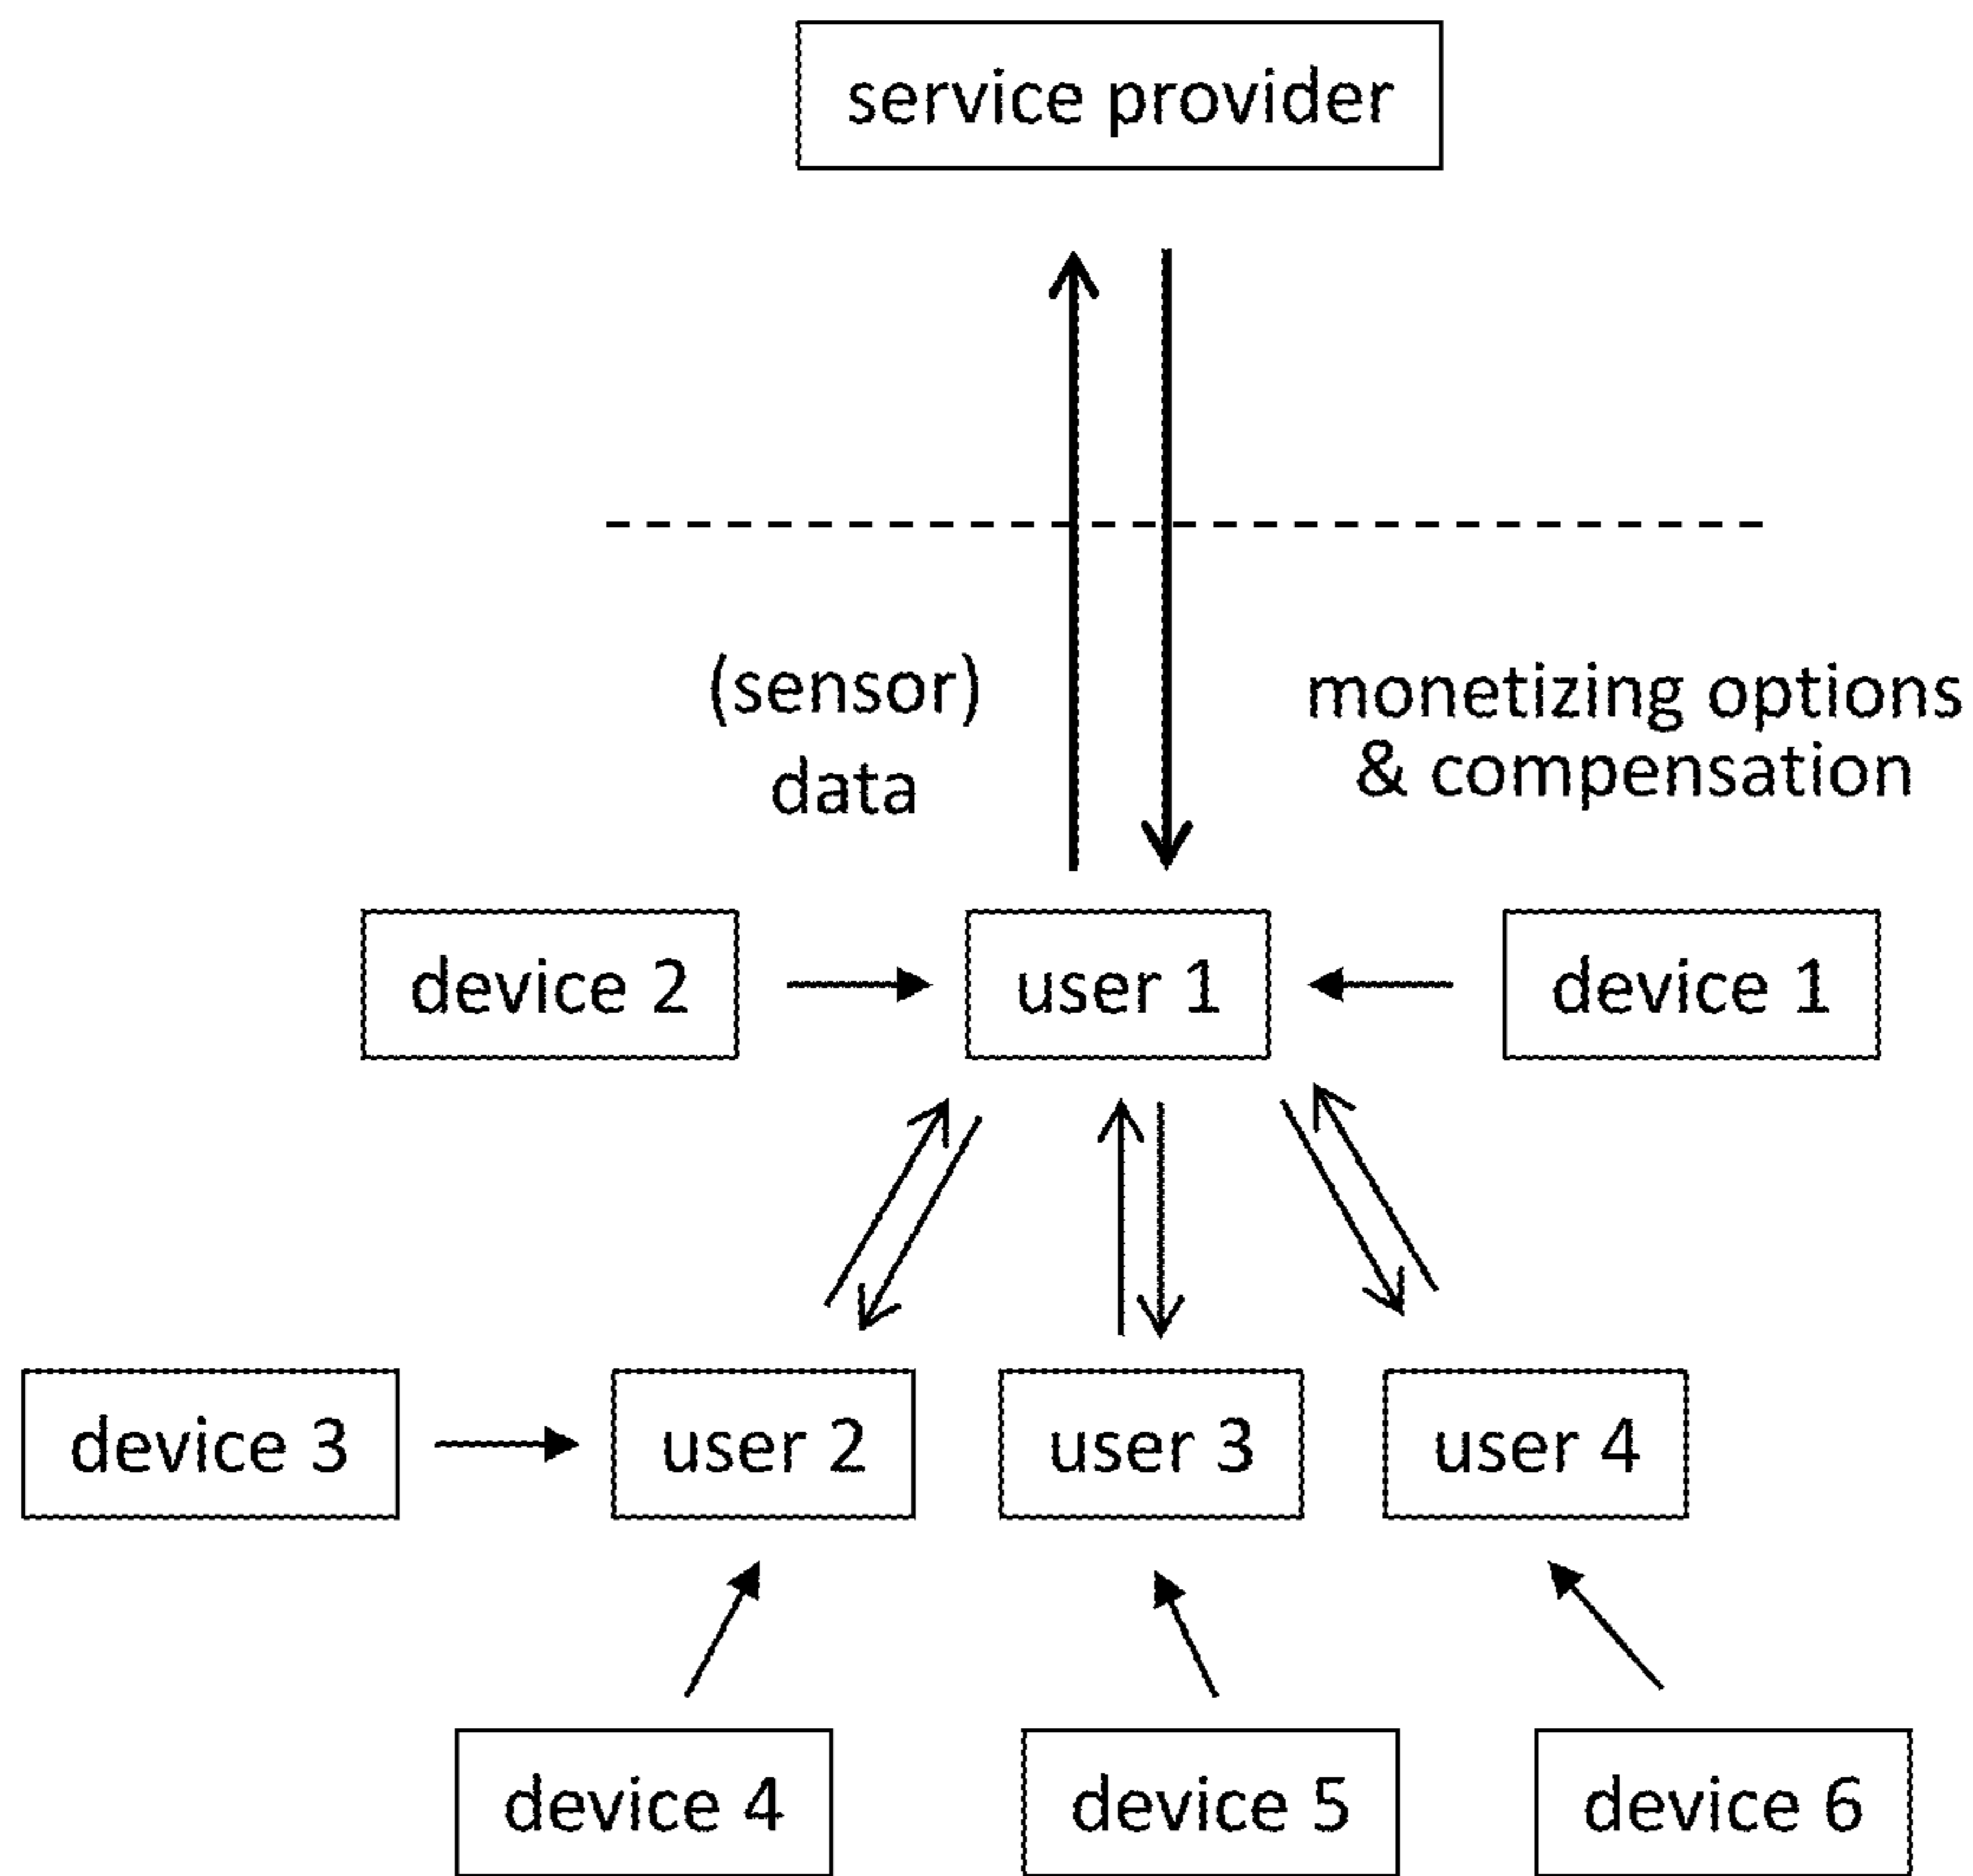 service provider
(sensor)
data
monetizing options
& compensation
device 2
user 1
device 1
device 3
user 2
user 3
user 4
device 4
device 5
device 6